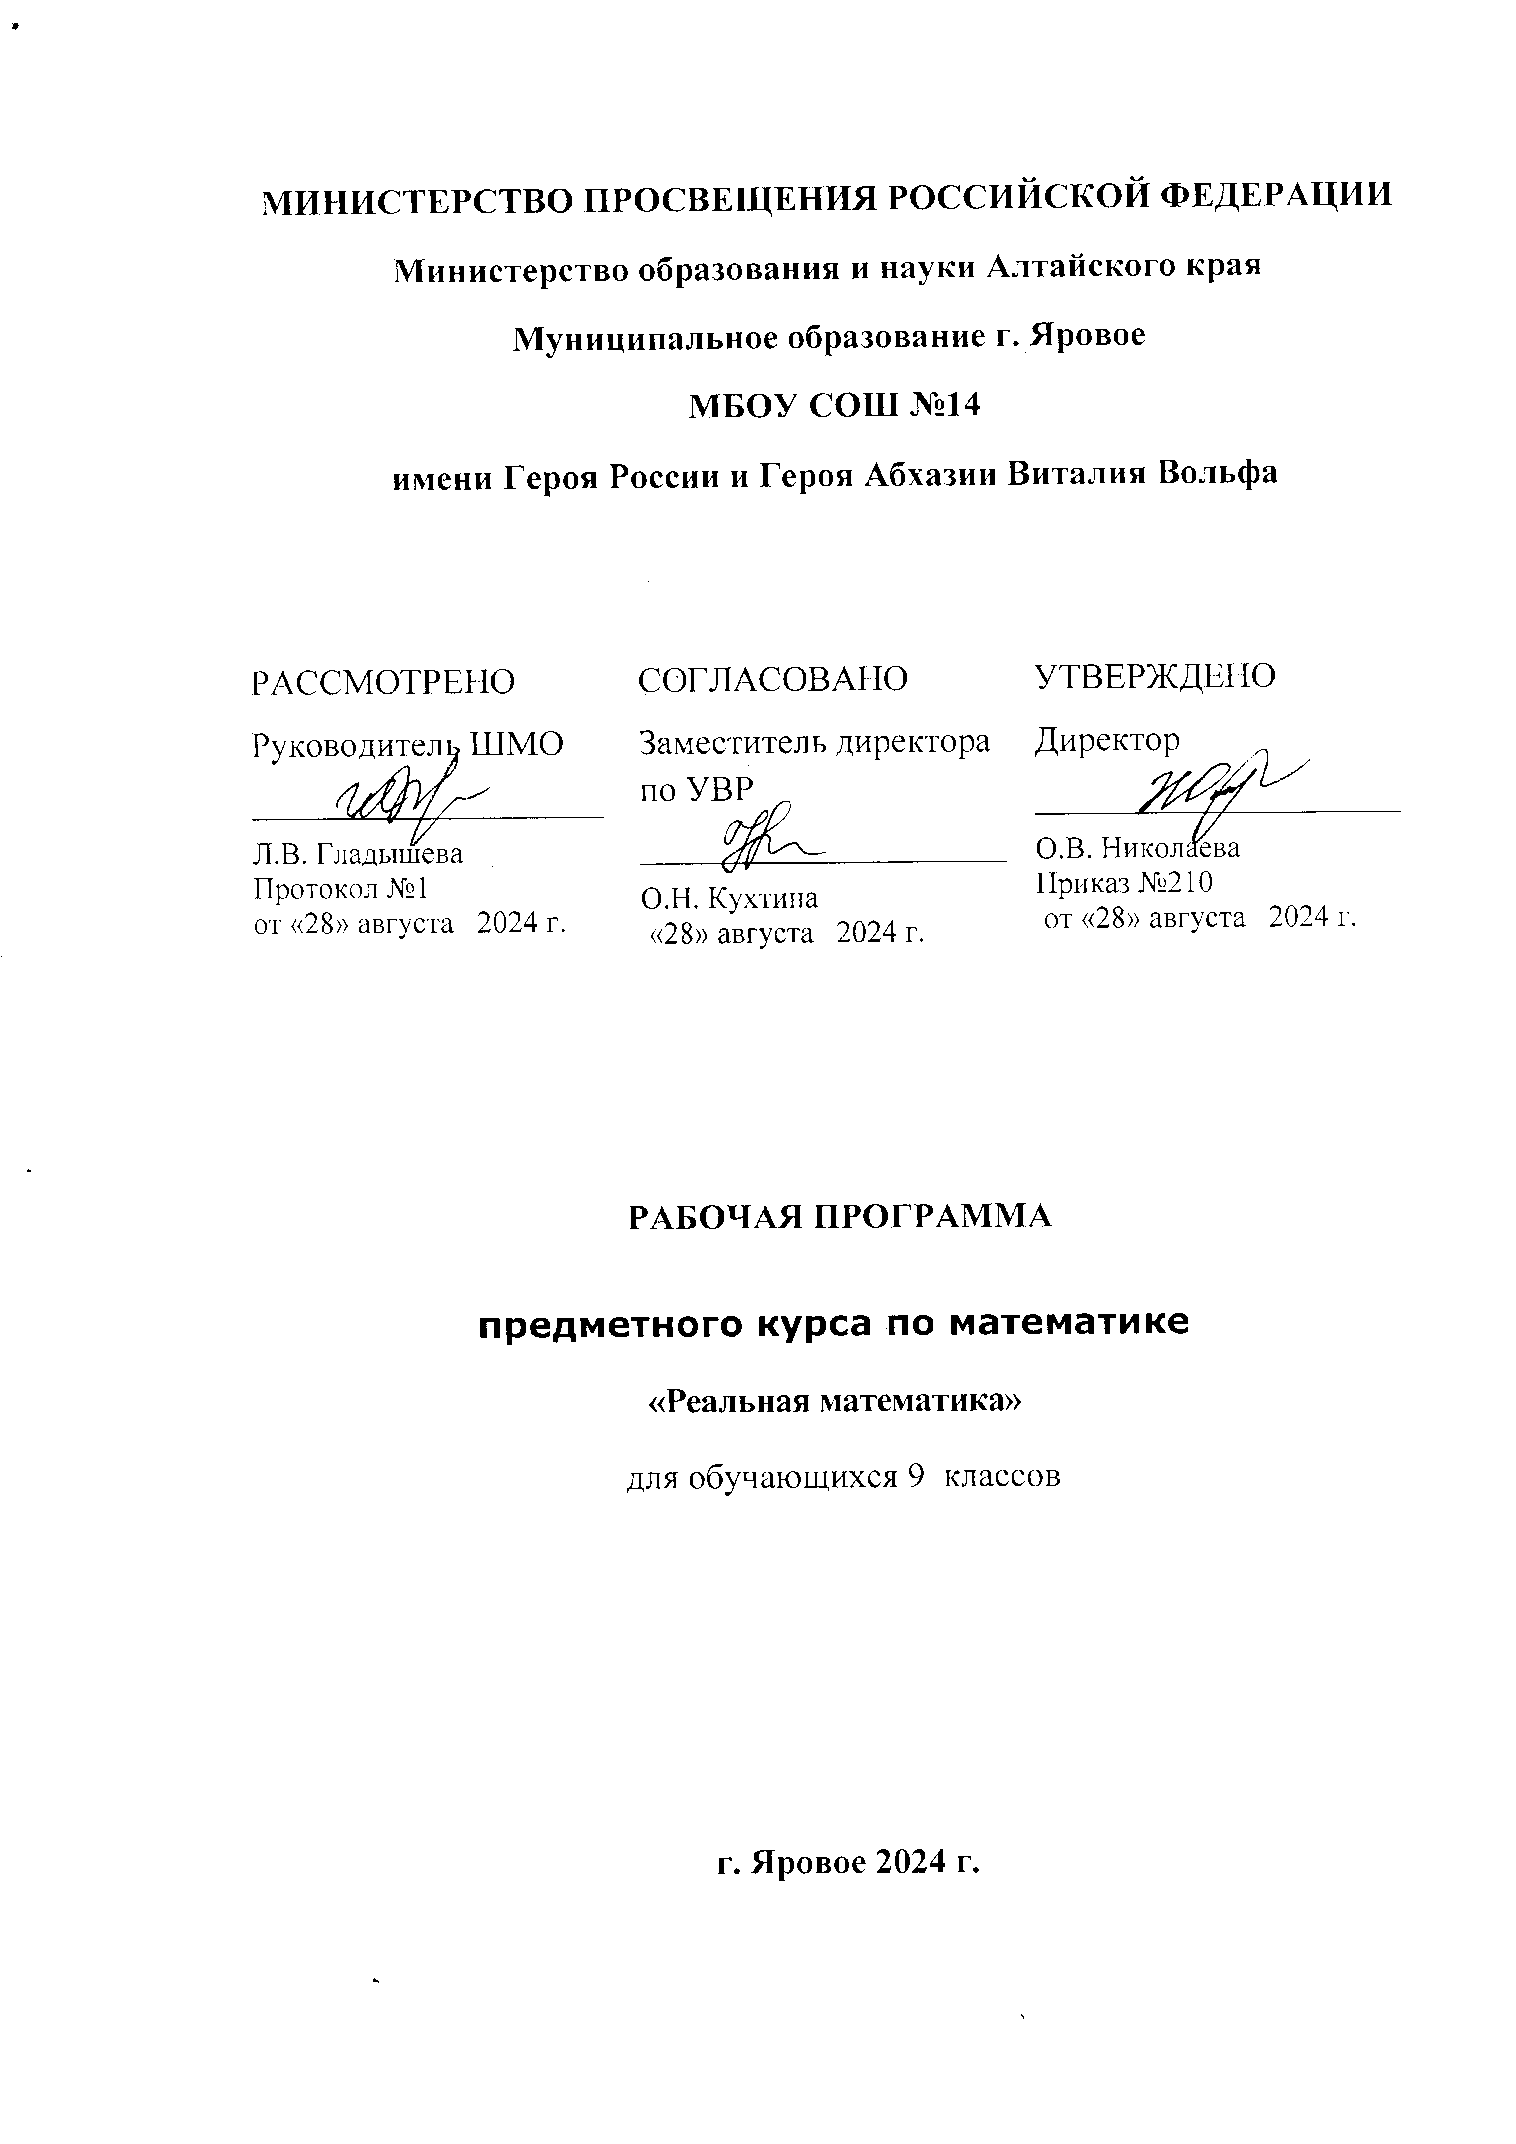 МИНИСТЕРСТВО ПРОСВЕЩЕНИЯ РОССИЙСКОЙ ФЕДЕРАЦИИ
Министерство образования и науки Алтайского края
Муниципальное образование г. Яровое
МБОУ СОШ №14
имени Героя России и Героя Абхазии Виталия Вольфа
РАССМОТРЕНО
Руководитель ШМО
Л.В. Гладышева
Протокол №1
от «28» августа 2024 г.
СОГЛАСОВАНО
Заместитель директора
по УВР
О.Н. Кухтина
«28» августа 2024 г.
УТВЕРЖДЕНО
Директор
О.В. Николаева
Приказ №210
от «28» августа 2024 г.
РАБОЧАЯ ПРОГРАММА
предметного курса по математике
«Реальная математика»
для обучающихся 9 классов
г. Яровое 2024 г.